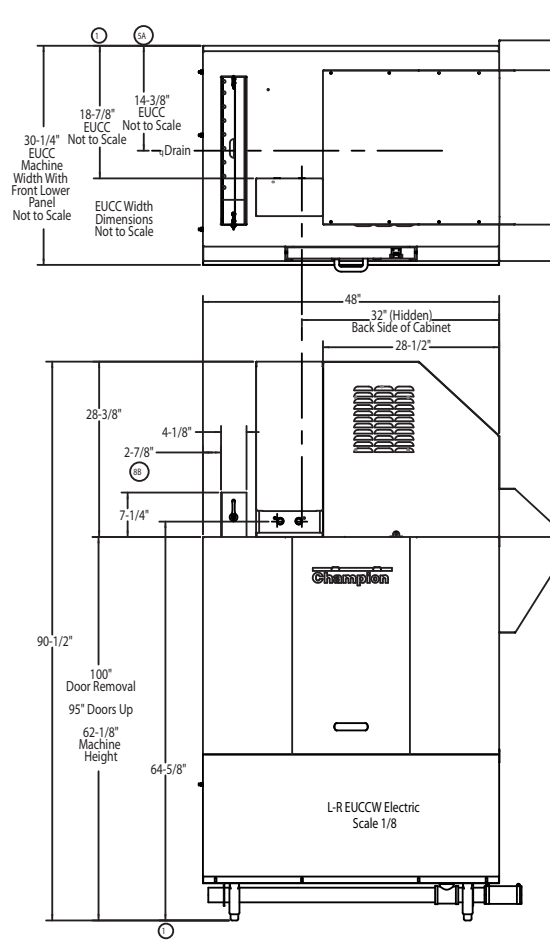 1
5A
14-3/8"
EUCC
Not to Scale
18-7/8"
EUCC
Not to Scale
30-1/4"
EUCC
Machine
Width With
Front Lower
Panel
Not to Scale
Drain
EUCC Width
Dimensions
Not to Scale
48"
32" (Hidden)
Back Side of Cabinet
28-1/2"
28-3/8"
4-1/8"
2-7/8"
8B
7-1/4"
Champion
90-1/2"
100"
Door Removal
95" Doors Up
62-1/8"
Machine
Height
64-5/8"
L-R EUCCW Electric
Scale 1/8
1